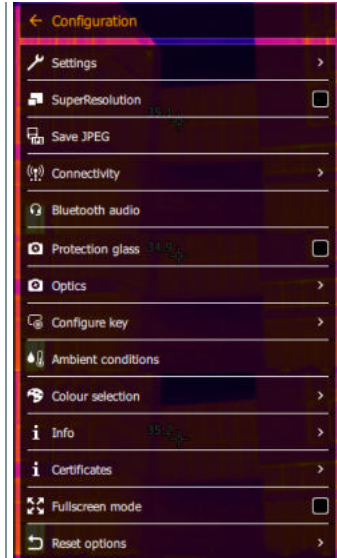 Configuration
Settings
SuperResolution
Save JPEG
Connectivity
Bluetooth audio
Protection glass
Optics
Configure key
Ambient conditions
Colour selection
Info
Certificates
Fullscreen mode
Reset options